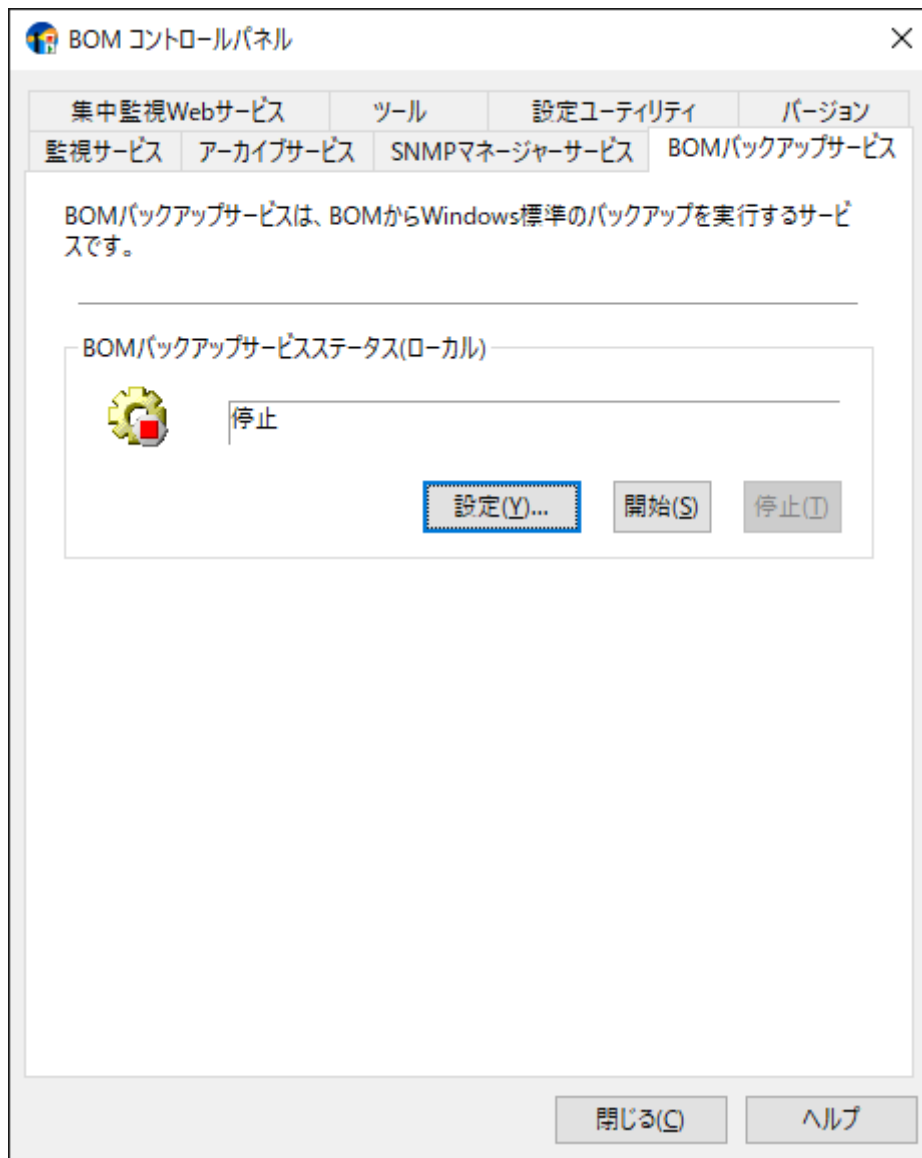 BOM コントロールパネル
集中監視Webサービス
ツール
設定ユーティリティ
バージョン
監視サービス
アーカイブサービス
SNMPマネージャーサービス
BOMバックアップサービス
BOMバックアップサービスは、BOMからWindows標準のバックアップを実行するサービ
スです。
BOMバックアップサービスステータス(ローカル)
停止
設定(Y)...
開始(S)
停止(T)
閉じる(C)
ヘルプ